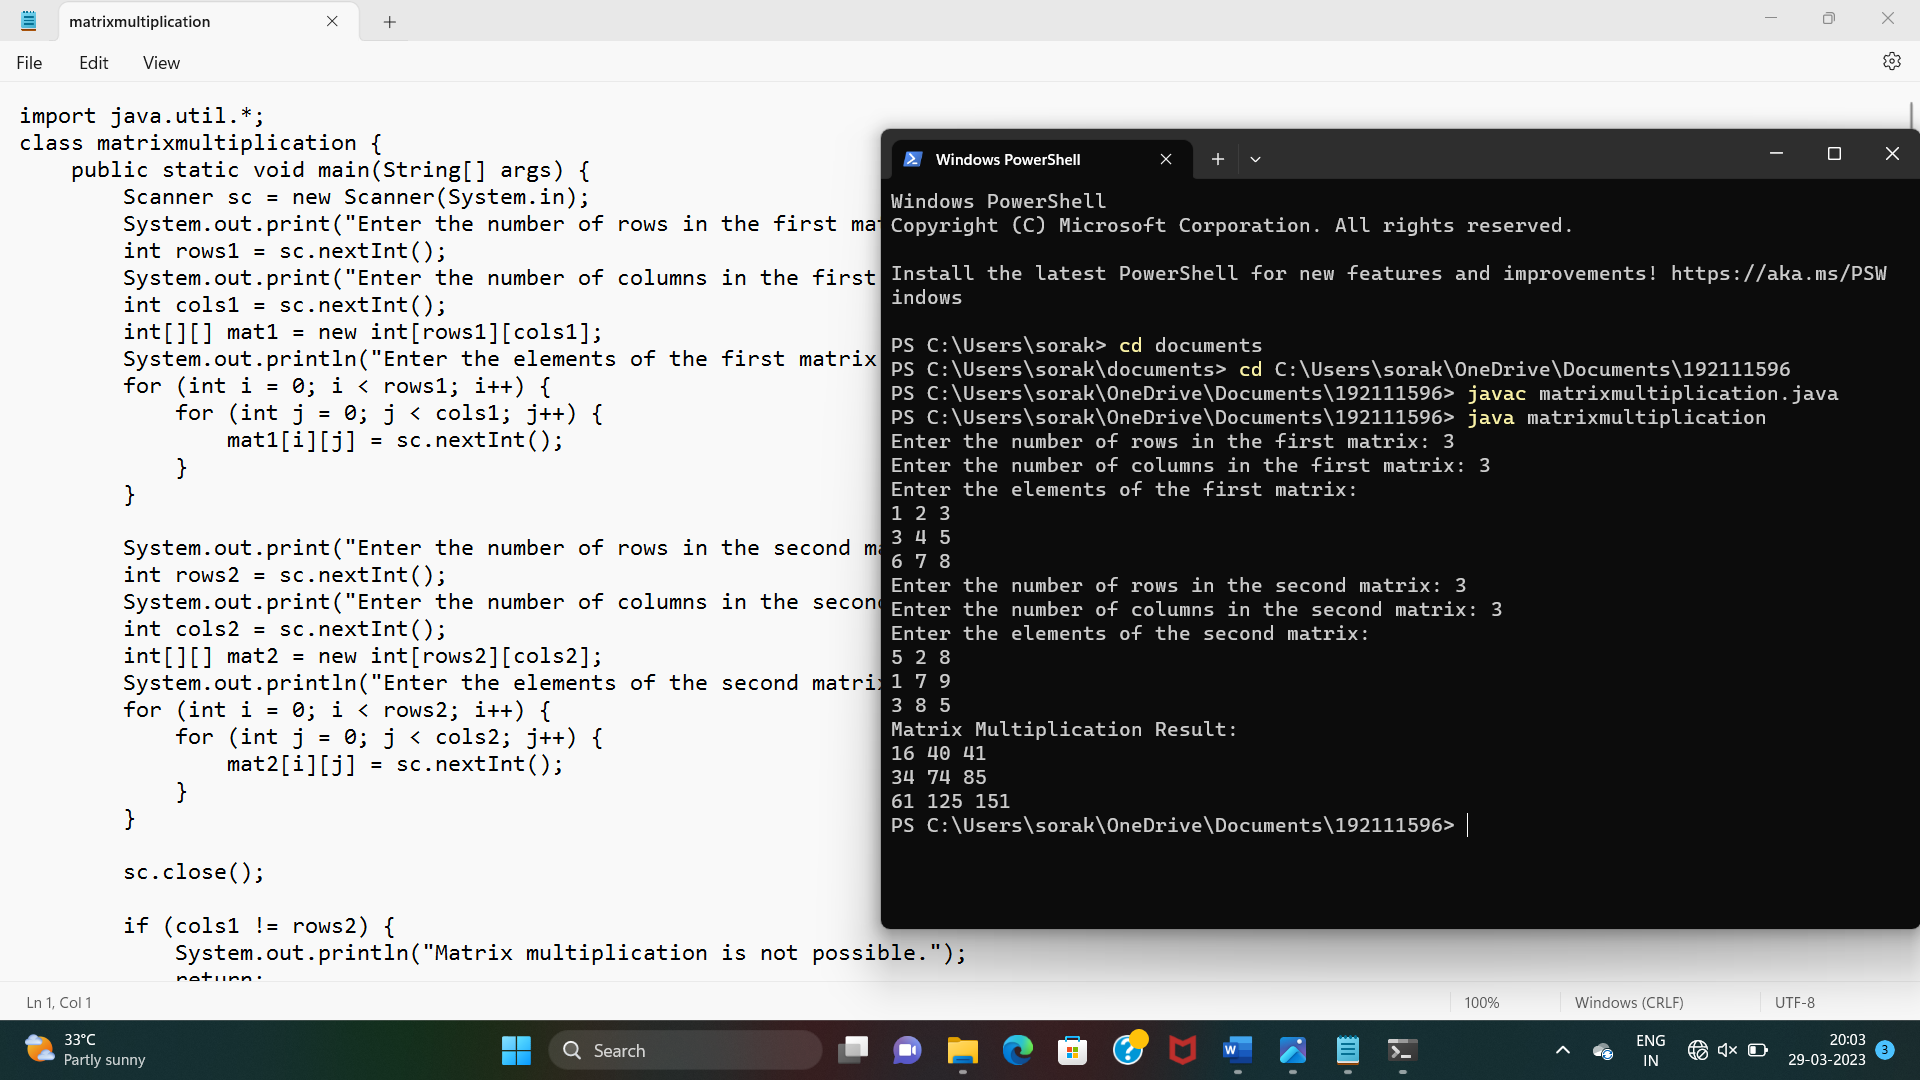 matrixmultiplication
File Edit View
import java.util.*;
class matrixmultiplication {
public static void main(String[] args) {
Scanner sc = new Scanner(System.in);
System.out.print("Enter the number of rows in the first
int rows1 = sc.nextInt();
System.out.print("Enter the number of columns in the first
int cols1 = sc.nextInt();
int[][] mat1 = new int[rows1][cols1];
System.out.println("Enter the elements of the first matrix
for (int i = 0; i < rows1; i++) {
for (int j = 0; j < cols1; j++) {
mat1[i][j] = sc.nextInt();
}
}
System.out.print("Enter the number of rows in the second
int rows2 = sc.nextInt();
System.out.print("Enter the number of columns in the second
int cols2 = sc.nextInt();
int[][] mat2 = new int[rows2][cols2];
System.out.println("Enter the elements of the second matrix
for (int i = 0; i < rows2; i++) {
for (int j = 0; j < cols2; j++) {
mat2[i][j] = sc.nextInt();
}
}
sc.close();
if (cols1 != rows2) {
System.out.println("Matrix multiplication is not possible.");
return;
Windows PowerShell
Windows PowerShell
Copyright (C) Microsoft Corporation. All rights reserved.
Install the latest PowerShell for new features and improvements! https://aka.ms/PSW
indows
PS C:\Users\sorak> cd documents
PS C:\Users\sorak\documents> cd C:\Users\sorak\OneDrive\Documents\192111596
PS C:\Users\sorak\OneDrive\Documents\192111596> javac matrixmultiplication.java
PS C:\Users\sorak\OneDrive\Documents\192111596> java matrixmultiplication
Enter the number of rows in the first matrix: 3
Enter the number of columns in the first matrix: 3
Enter the elements of the first matrix:
1 2 3
3 4 5
6 7 8
Enter the number of rows in the second matrix: 3
Enter the number of columns in the second matrix: 3
Enter the elements of the second matrix:
5 2 8
1 7 9
3 8 5
Matrix Multiplication Result:
16 40 41
34 74 85
61 125 151
PS C:\Users\sorak\OneDrive\Documents\192111596>
Ln 1, Col 1
100%
Windows (CRLF)
UTF-8
33°C
Partly sunny
Search
W
ENG
IN
20:03
29-03-2023
3